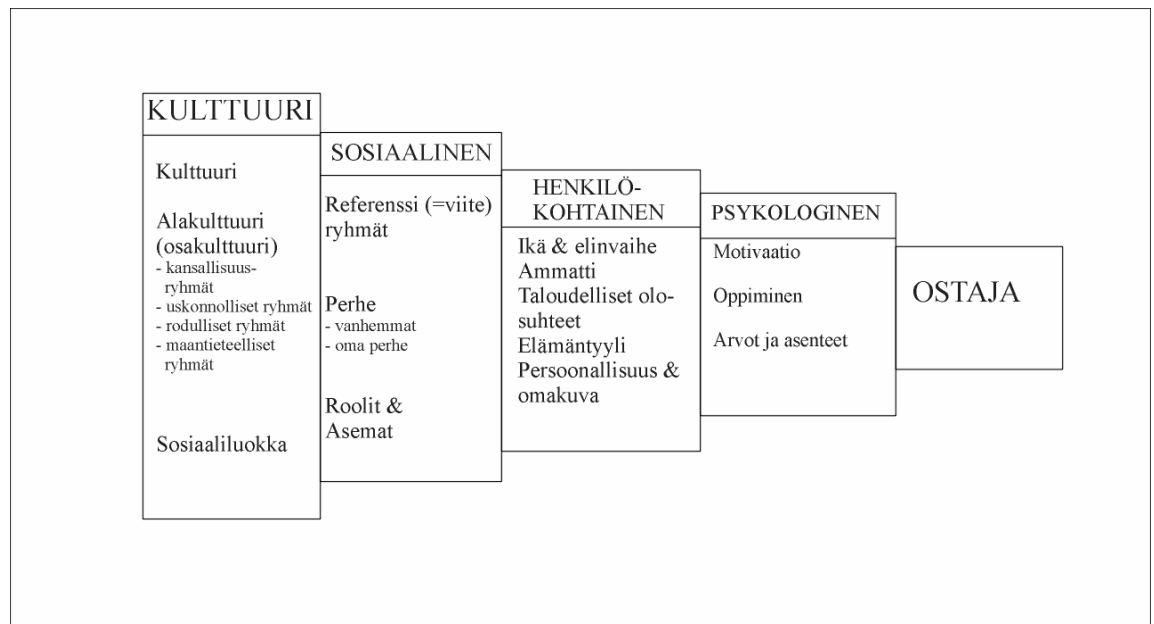 KULTTUURI
Kulttuuri
Alakulttuuri
(osakulttuuri)
- kansallisuus-
ryhmät
- uskonnolliset ryhmät
- rodulliset ryhmät
- maantieteelliset
ryhmät
Sosiaaliluokka
SOSIAALINEN
Referenssi (=viite)
ryhmät
Perhe
- vanhemmat
- oma perhe
Roolit &
Asemat
HENKILÖ-
KOHTAINEN
Ikä & elinvaihe
Ammatti
Taloudelliset olo-
suhteet
Elämäntyyli
Persoonallisuus &
omakuva
PSYKOLOGINEN
Motivaatio
Oppiminen
Arvot ja asenteet
OSTAJA